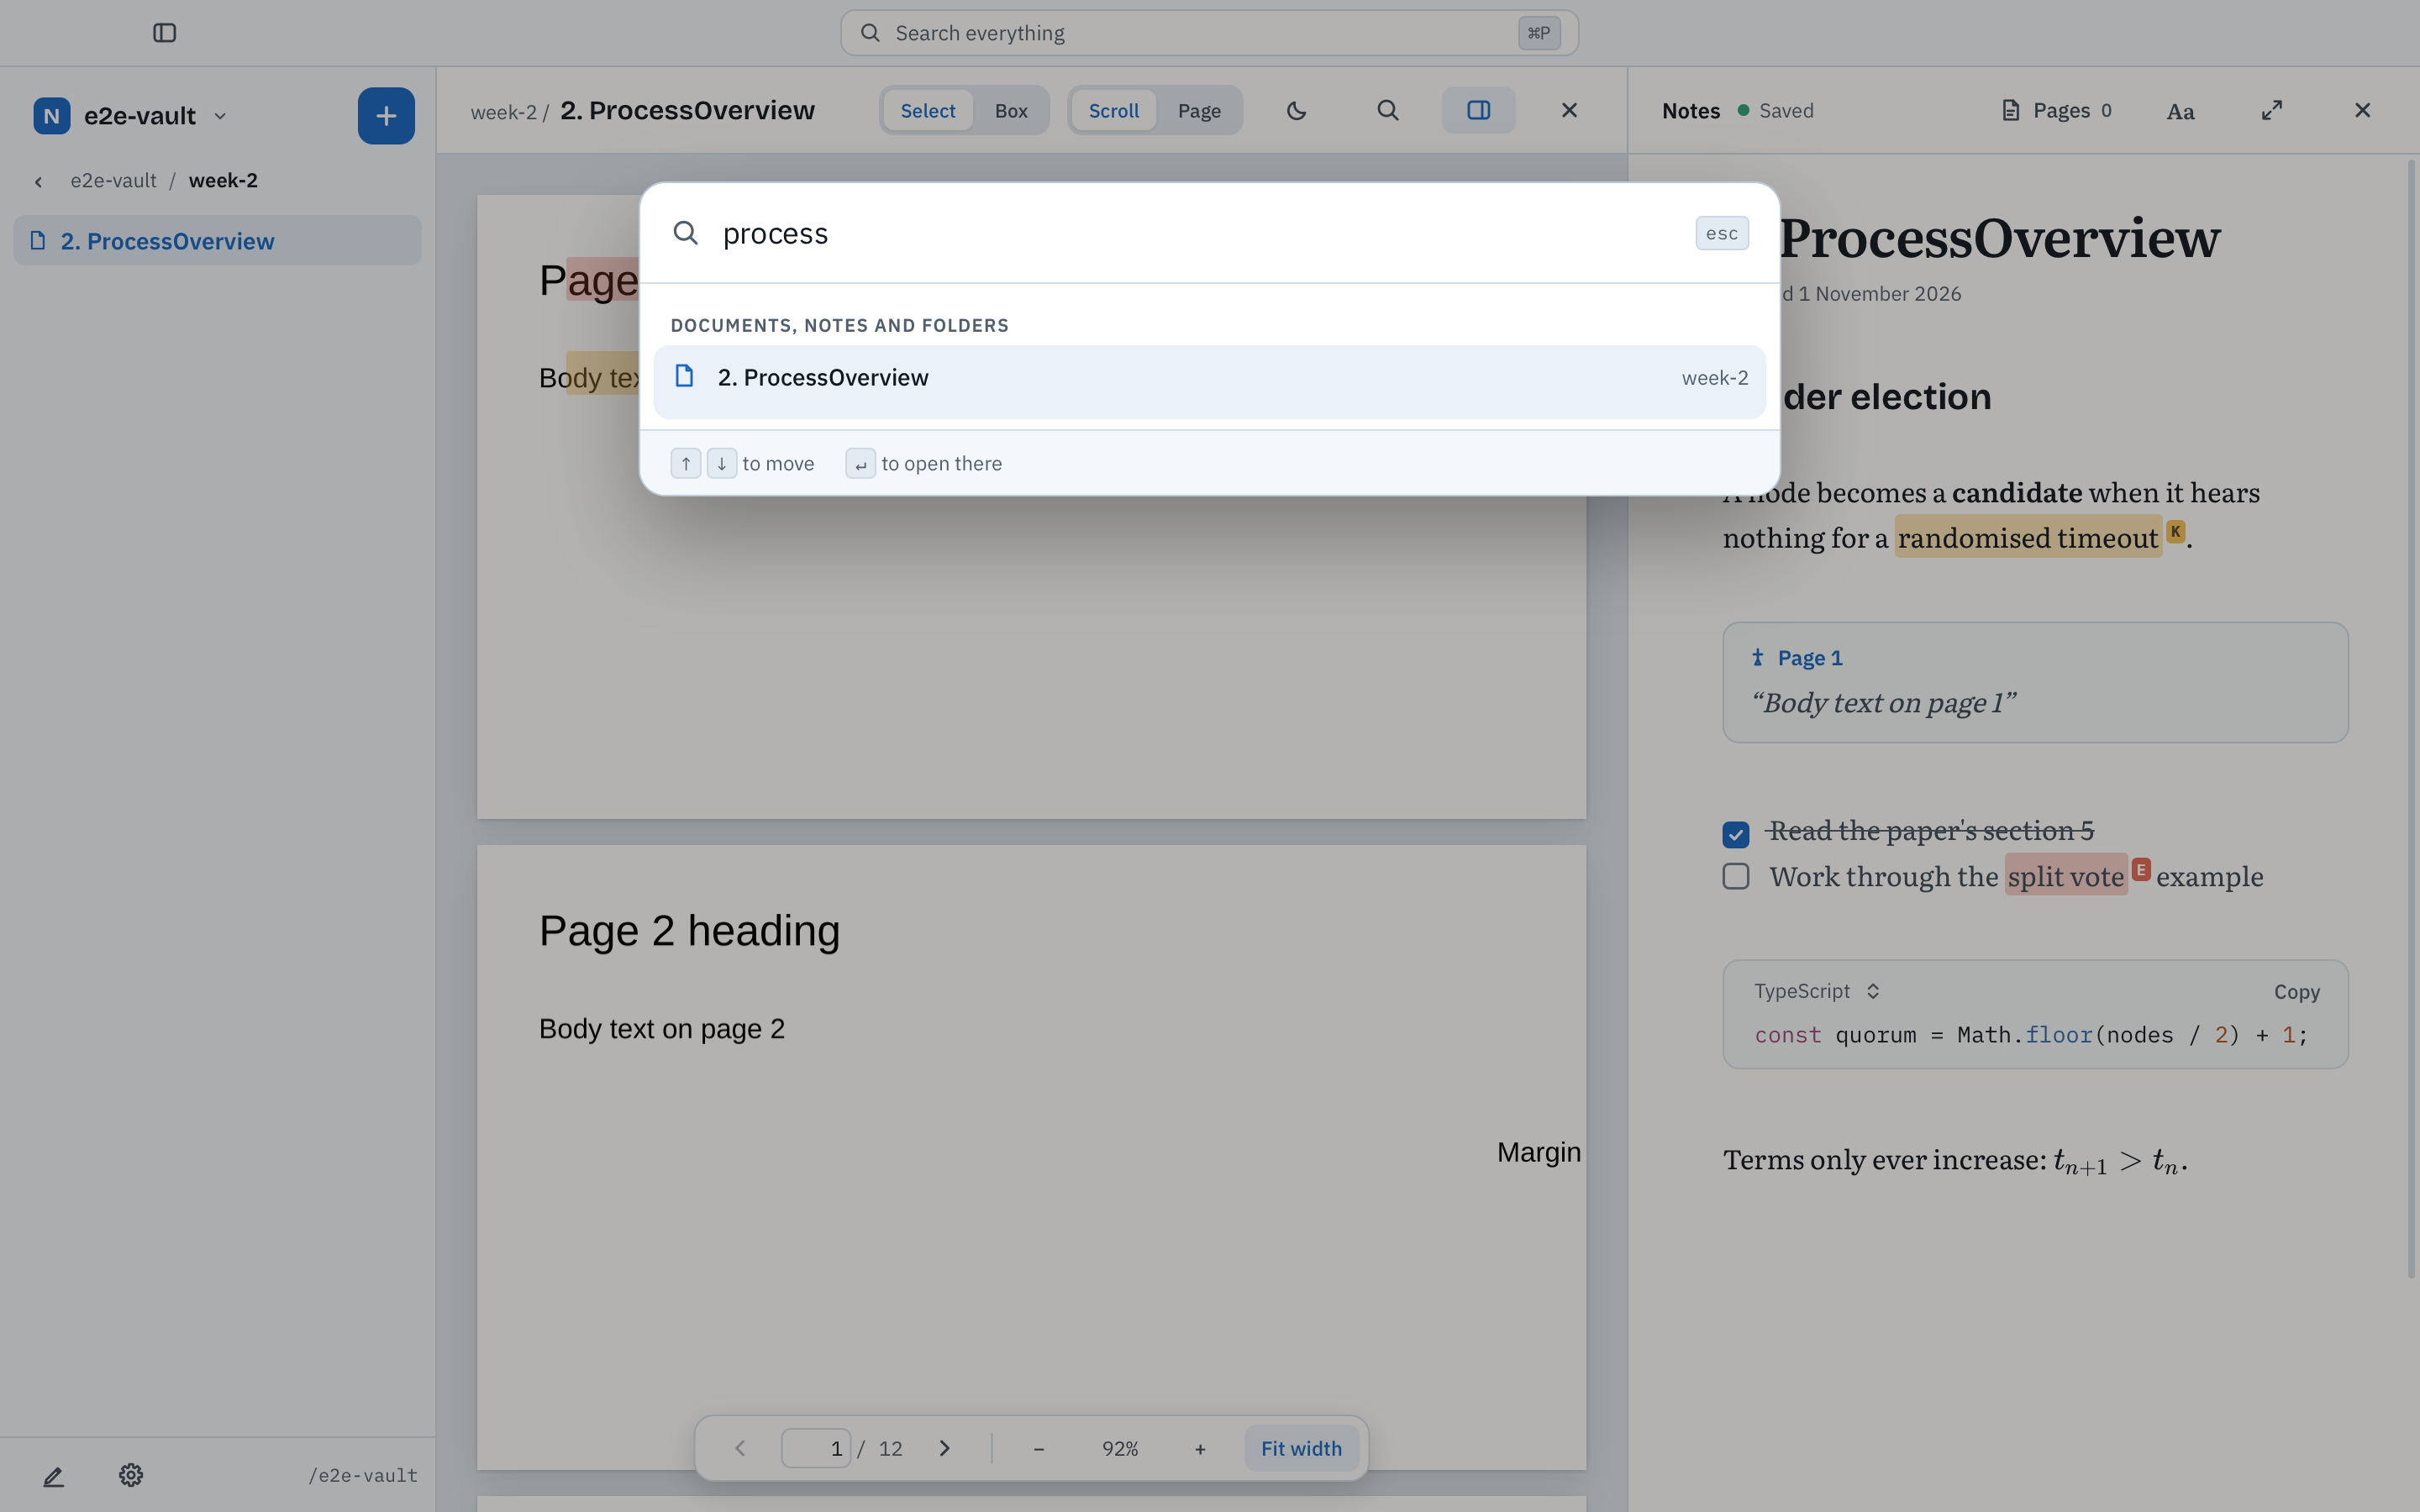 Search everything
⌘P
N e2e-vault
e2e-vault / week-2
2. ProcessOverview
/e2e-vault
week-2 / 2. ProcessOverview
Select Box
Scroll Page
process
esc
DOCUMENTS, NOTES AND FOLDERS
2. ProcessOverview week-2
↑ ↓ to move ↵ to open there
Page
Body tex
Page 2 heading
Body text on page 2
Margin
1 / 12
− 92% +
Fit width
Notes Saved
Pages 0
Aa
ProcessOverview
d 1 November 2026
der election
A node becomes a candidate when it hears
nothing for a randomised timeout K.
Page 1
“Body text on page 1”
Read the paper's section 5
Work through the split vote E example
TypeScript Copy
const quorum = Math.floor(nodes / 2) + 1;
Terms only ever increase: tₙ₊₁ > tₙ.